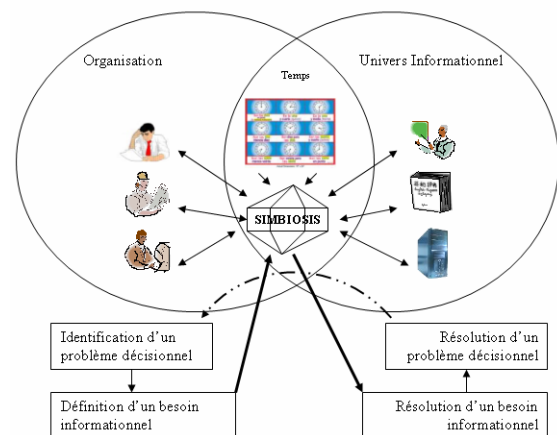 Organisation
Univers Informationnel
Temps
SIMBIOSIS
Identification d'un
problème décisionnel
Résolution d'un
problème décisionnel
Définition d'un besoin
informationnel
Résolution d'un besoin
informationnel